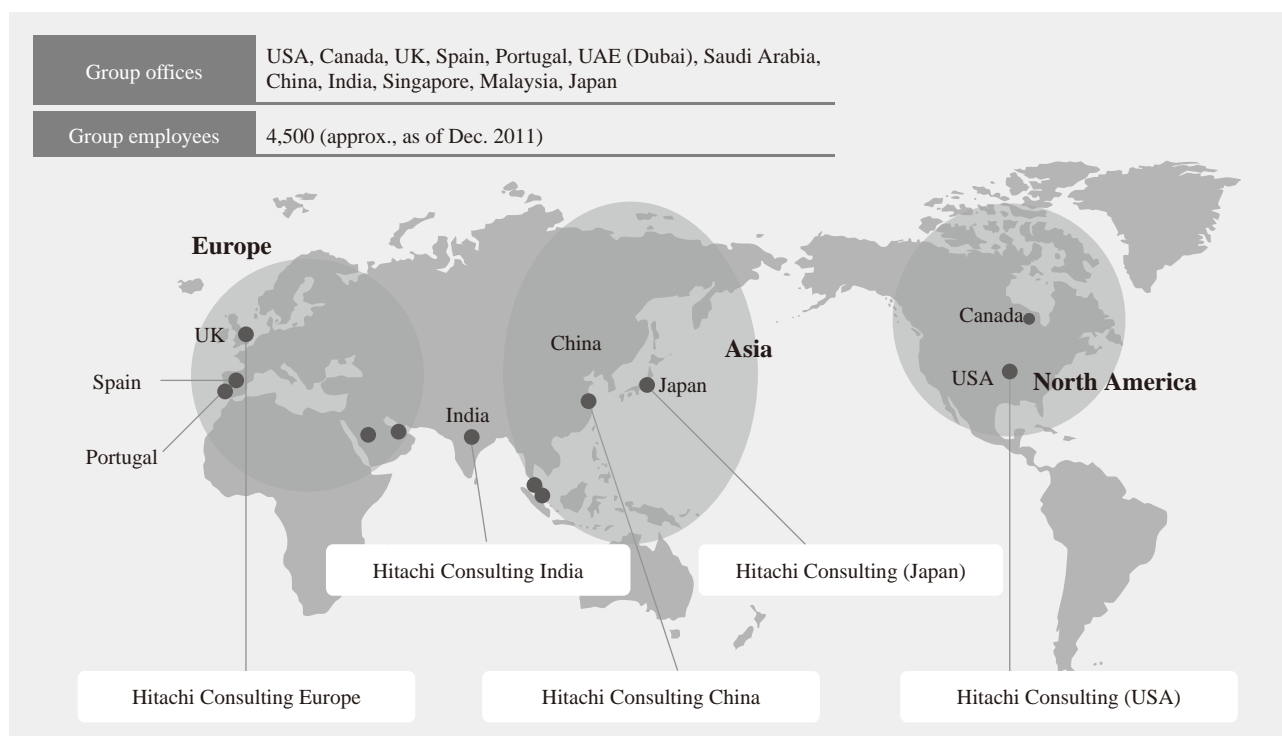 Group offices
USA, Canada, UK, Spain, Portugal, UAE (Dubai), Saudi Arabia,
China, India, Singapore, Malaysia, Japan
Group employees
4,500 (approx., as of Dec. 2011)
Europe
UK
Spain
Portugal
India
China
Asia
Japan
Canada
USA
North America
Hitachi Consulting India
Hitachi Consulting (Japan)
Hitachi Consulting Europe
Hitachi Consulting China
Hitachi Consulting (USA)